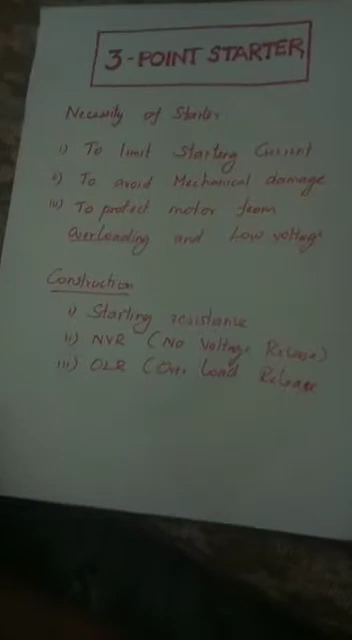 3-POINT STARTER
Necessity of Starter
i) To limit Starting Current
ii) To avoid Mechanical damage
iii) To protect motor from
Overloading and Low voltage
Construction
i) Starting resistance
ii) NVR (No Voltage Release)
iii) OLR (Over Load Release